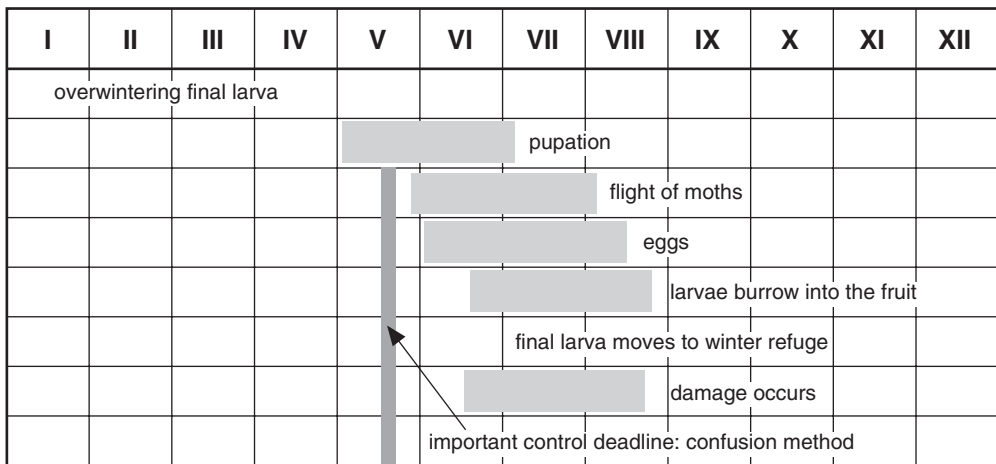 I II III IV V VI VII VIII IX X XI XII
overwintering final larva
pupation
flight of moths
eggs
larvae burrow into the fruit
final larva moves to winter refuge
damage occurs
important control deadline: confusion method